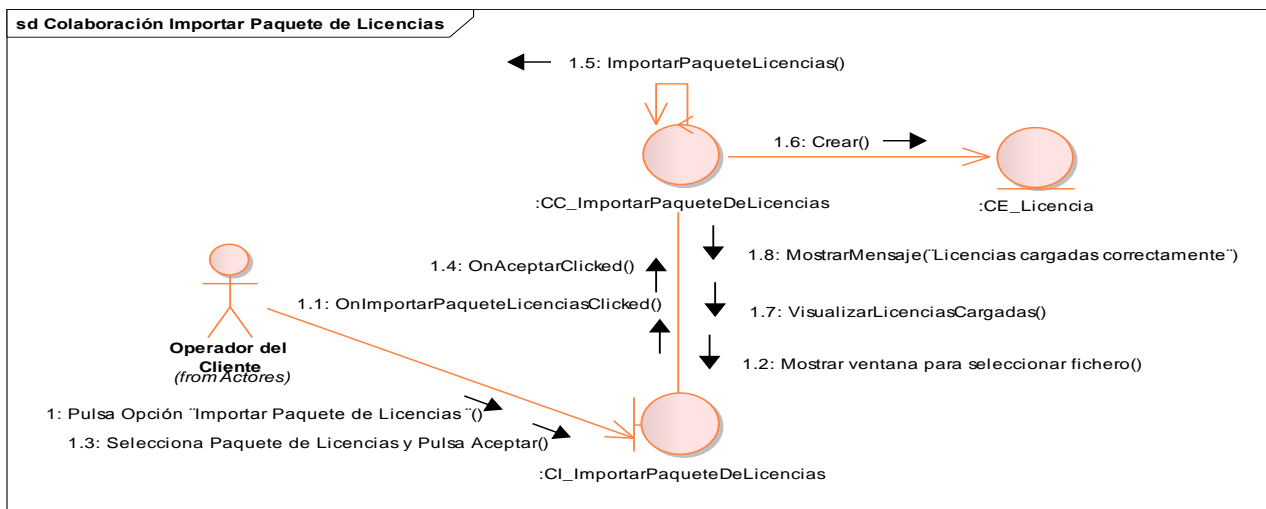 sd Colaboración Importar Paquete de Licencias
1.5: ImportarPaqueteLicencias()
1.6: Crear()
:CC_ImportarPaqueteDeLicencias
:CE_Licencia
1.4: OnAceptarClicked()
1.8: MostrarMensaje(¨Licencias cargadas correctamente¨)
1.1: OnImportarPaqueteLicenciasClicked()
1.7: VisualizarLicenciasCargadas()
Operador del
Cliente
(from Actores)
1.2: Mostrar ventana para seleccionar fichero()
1: Pulsa Opción ¨Importar Paquete de Licencias ¨()
1.3: Selecciona Paquete de Licencias y Pulsa Aceptar()
:CI_ImportarPaqueteDeLicencias